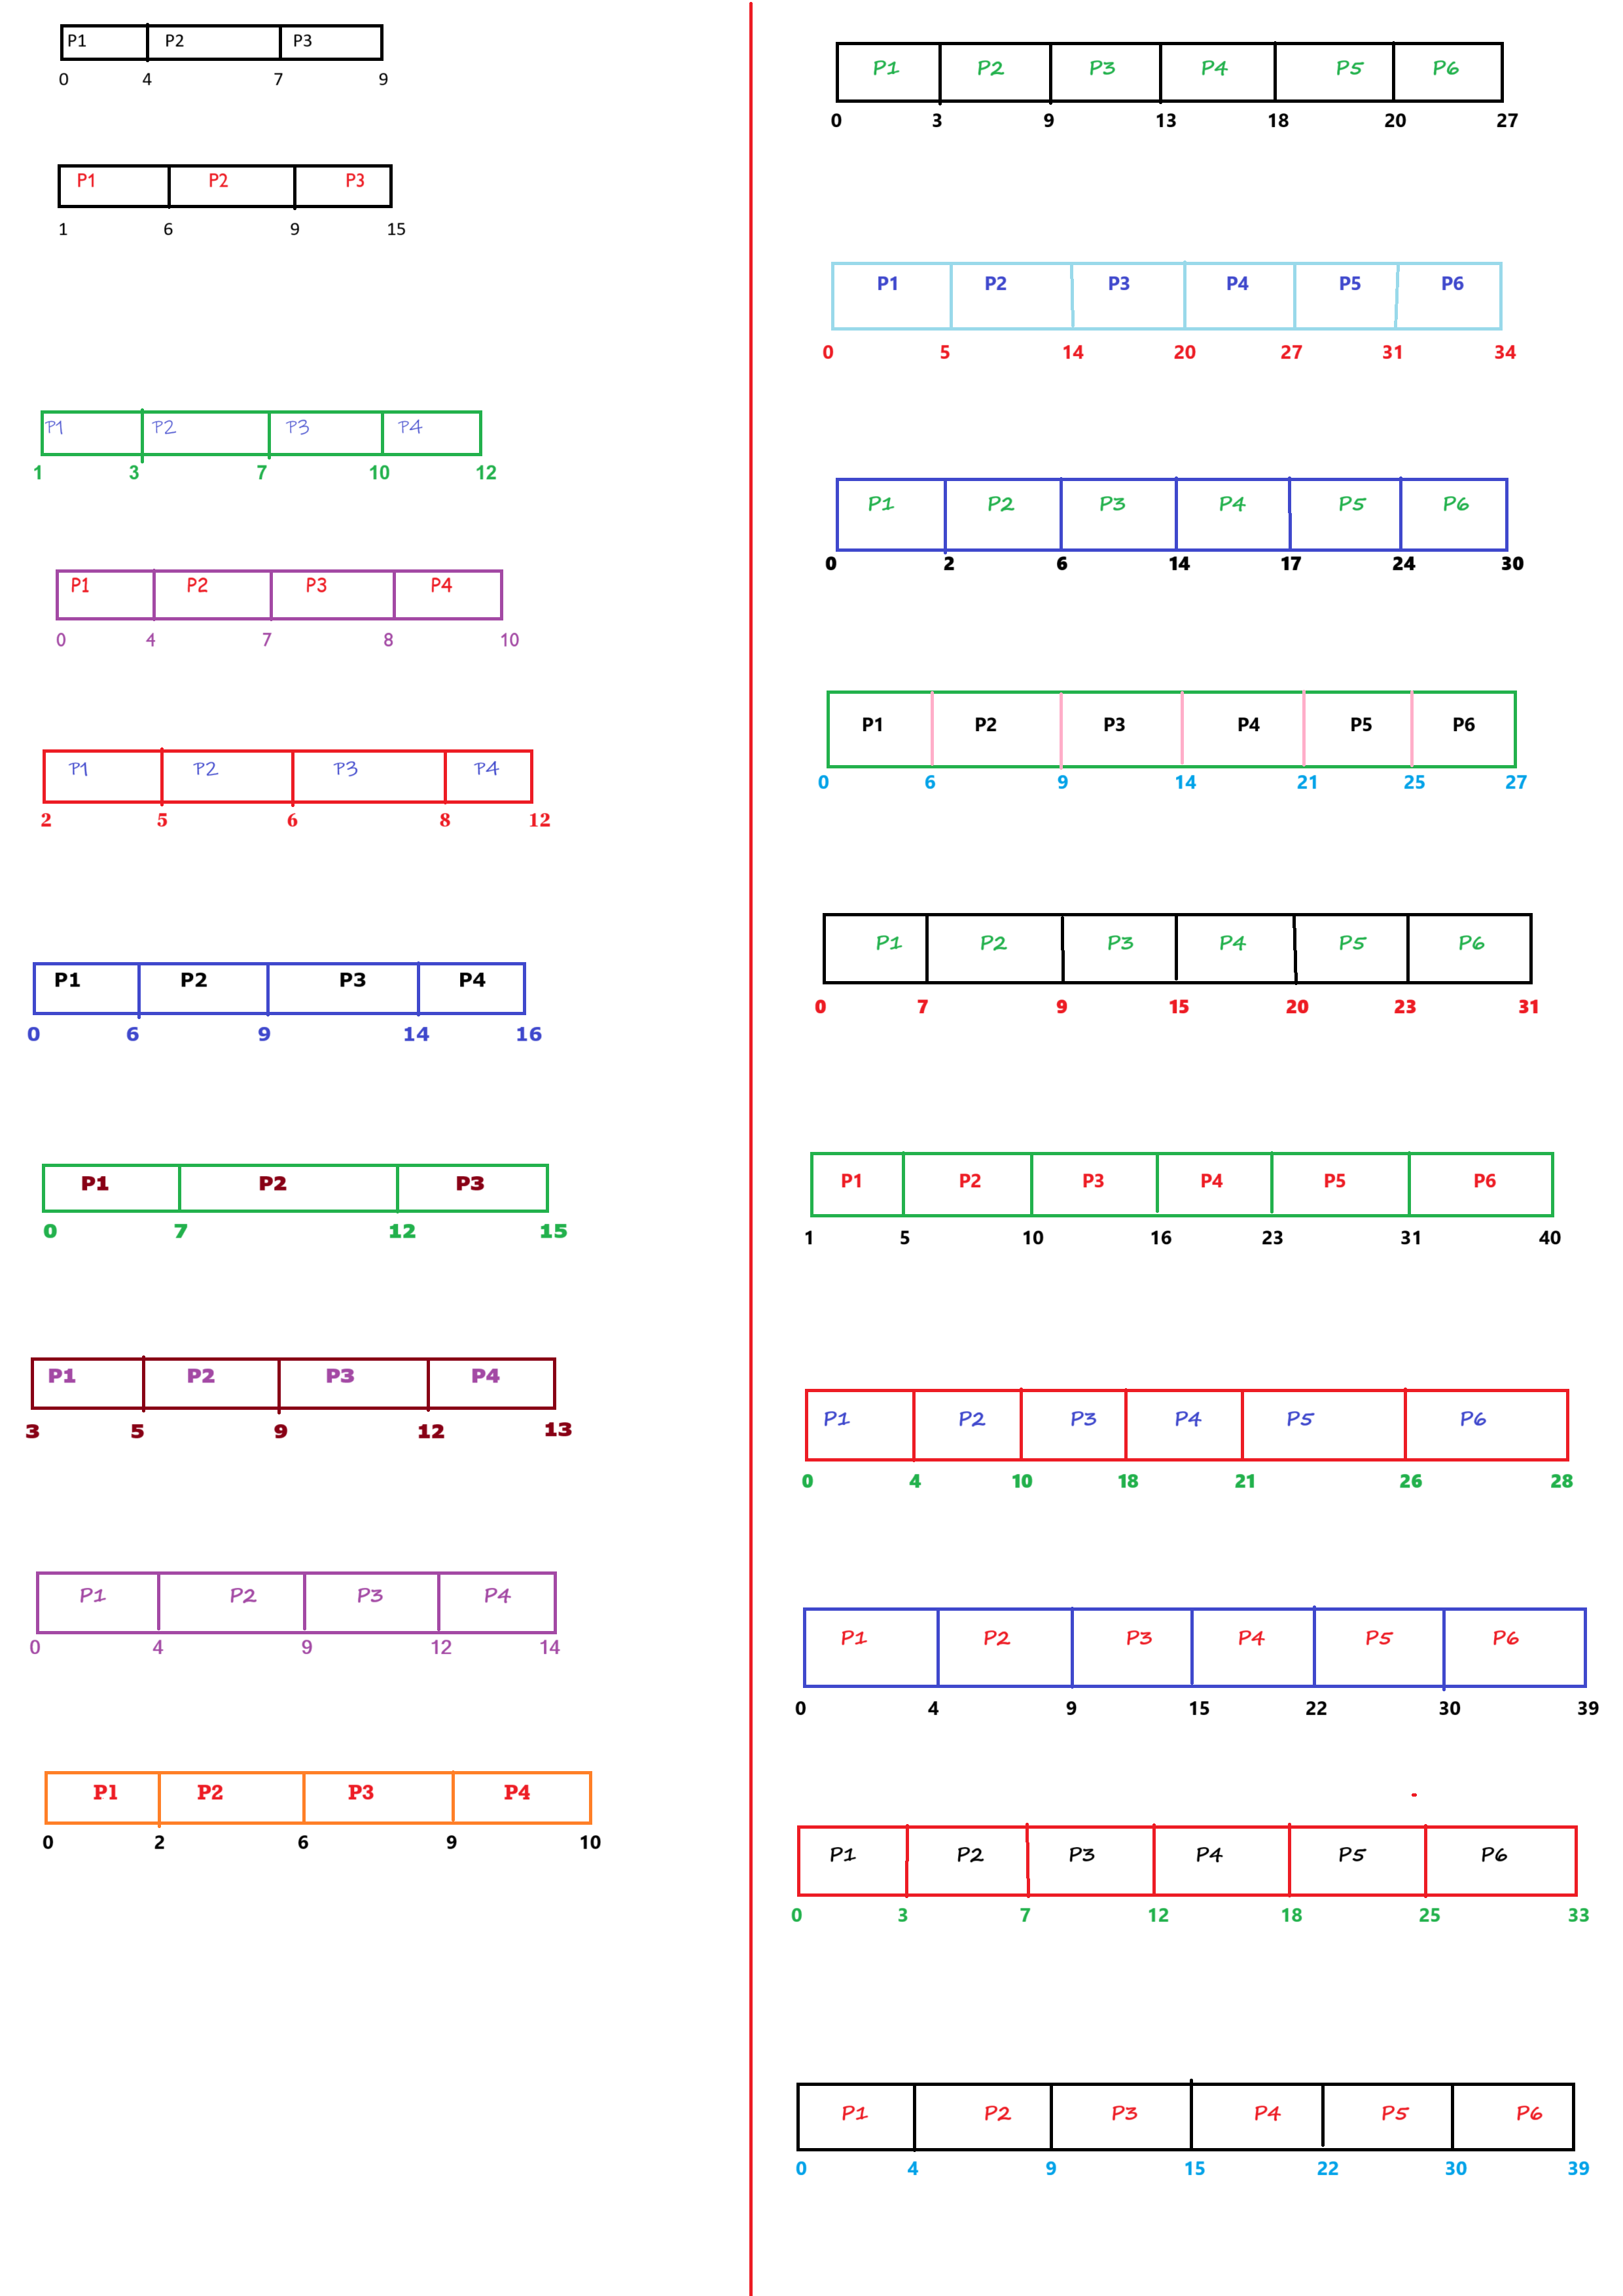 P1 P2 P3
0 4 7 9
P1 P2 P3
1 6 9 15
P1 P2 P3 P4
1 3 7 10 12
P1 P2 P3 P4
0 4 7 8 10
P1 P2 P3 P4
2 5 6 8 12
P1 P2 P3 P4
0 6 9 14 16
P1 P2 P3
0 7 12 15
P1 P2 P3 P4
3 5 9 12 13
P1 P2 P3 P4
0 4 9 12 14
P1 P2 P3 P4
0 2 6 9 10
P1 P2 P3 P4 P5 P6
0 3 9 13 18 20 27
P1 P2 P3 P4 P5 P6
0 5 14 20 27 31 34
P1 P2 P3 P4 P5 P6
0 2 6 14 17 24 30
P1 P2 P3 P4 P5 P6
0 6 9 14 21 25 27
P1 P2 P3 P4 P5 P6
0 7 9 15 20 23 31
P1 P2 P3 P4 P5 P6
1 5 10 16 23 31 40
P1 P2 P3 P4 P5 P6
0 4 10 18 21 26 28
P1 P2 P3 P4 P5 P6
0 4 9 15 22 30 39
P1 P2 P3 P4 P5 P6
0 3 7 12 18 25 33
P1 P2 P3 P4 P5 P6
0 4 9 15 22 30 39